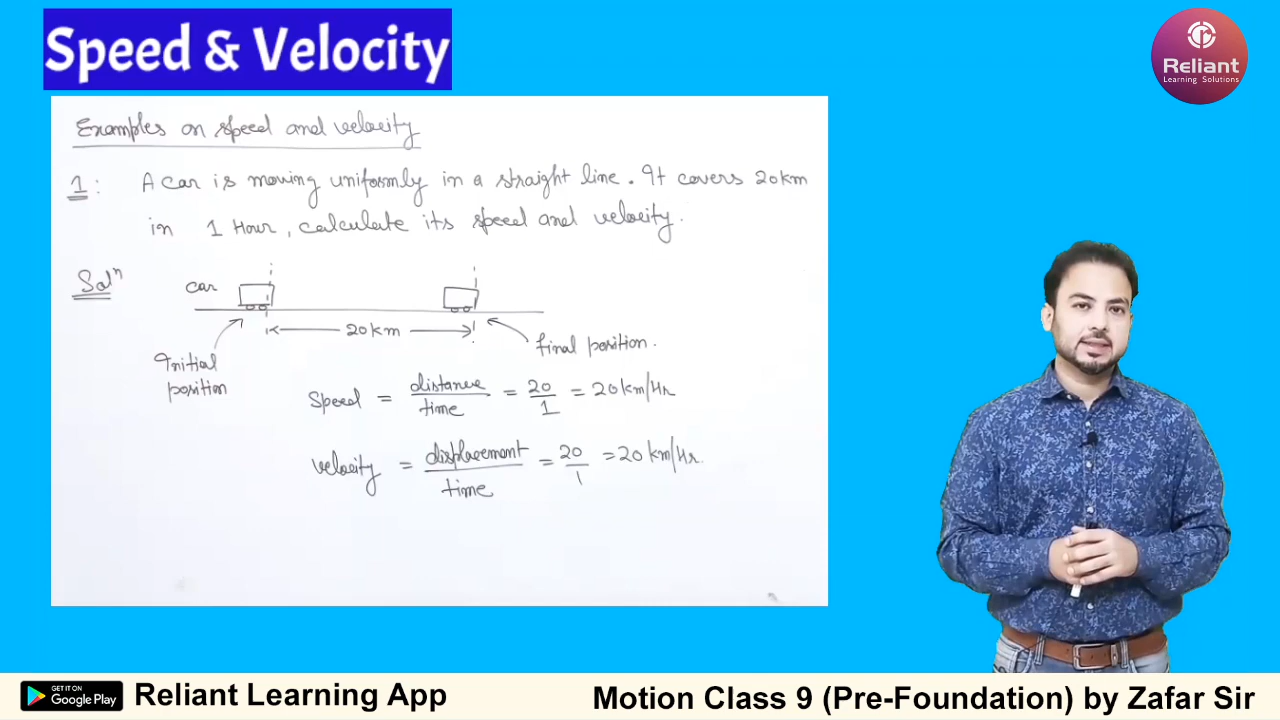 Speed & Velocity
Reliant
Learning Solutions
Examples on speed and velocity
1: A car is moving uniformly in a straight line. It covers 20km
in 1 Hour, calculate its speed and velocity.
Solⁿ
car
20km
Initial
position
final position.
Speed = distance/time = 20/1 = 20 km/Hr
velocity = displacement/time = 20/1 = 20 km/Hr.
GET IT ON
Google Play
Reliant Learning App
Motion Class 9 (Pre-Foundation) by Zafar Sir